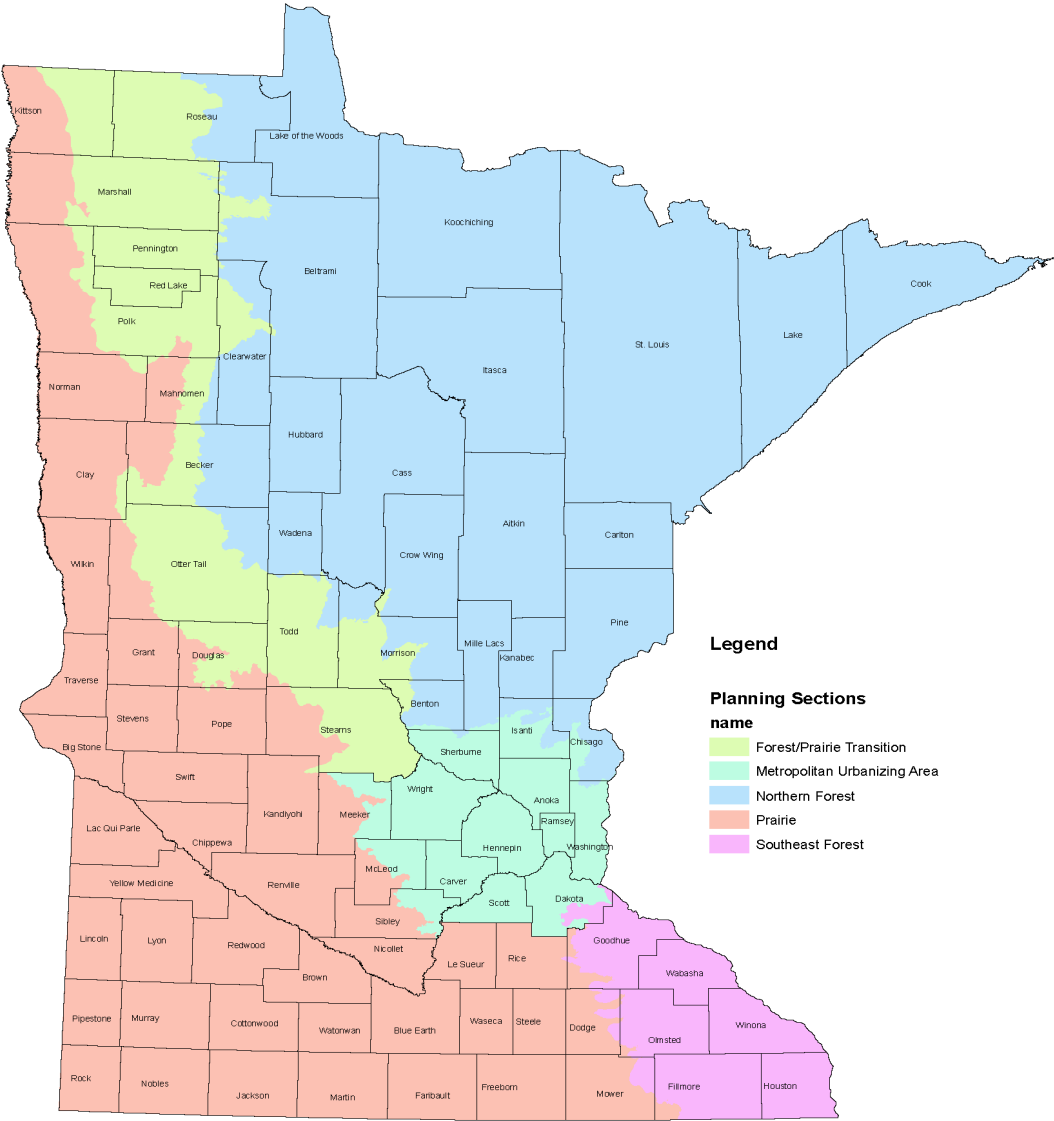 Kittson
Roseau
Lake of the Woods
Marshall
Koochiching
Pennington
Beltrami
Red Lake
Cook
Polk
Lake
St. Louis
Clearwater
Itasca
Norman
Mahnomen
Hubbard
Becker
Cass
Clay
Aitkin
Wadena
Carlton
Crow Wing
Wilkin
Otter Tail
Pine
Todd
Mille Lacs
Legend
Grant
Douglas
Morrison
Kanabec
Traverse
Planning Sections
Benton
Stevens
Pope
name
Stearns
Isanti
Chisago
Big Stone
Sherburne
Forest/Prairie Transition
Metropolitan Urbanizing Area
Swift
Wright
Northern Forest
Anoka
Kandiyohi
Meeker
Ramsey
Prairie
Lac Qui Parle
Chippewa
Hennepin
Washington
Southeast Forest
McLeod
Yellow Medicine
Renville
Carver
Scott
Dakota
Sibley
Lincoln
Lyon
Redwood
Nicollet
Goodhue
Le Sueur
Rice
Brown
Wabasha
Pipestone
Murray
Cottonwood
Watonwan
Blue Earth
Waseca
Steele
Dodge
Winona
Olmsted
Rock
Nobles
Jackson
Martin
Faribault
Freeborn
Mower
Fillmore
Houston